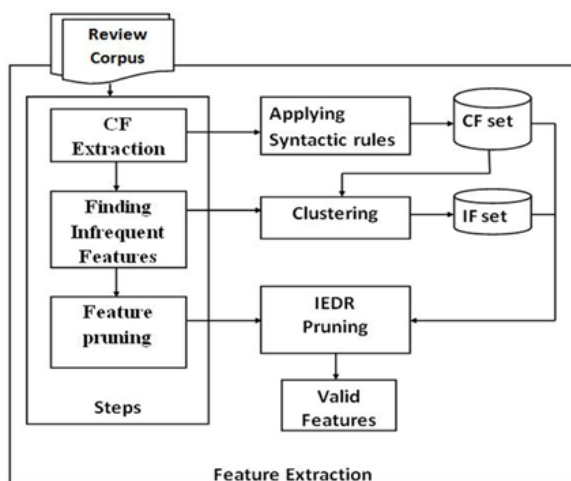 Review
Corpus
CF
Extraction
Applying
Syntactic rules
CF set
Finding
Infrequent
Features
Clustering
IF set
Feature
pruning
IEDR
Pruning
Steps
Valid
Features
Feature Extraction